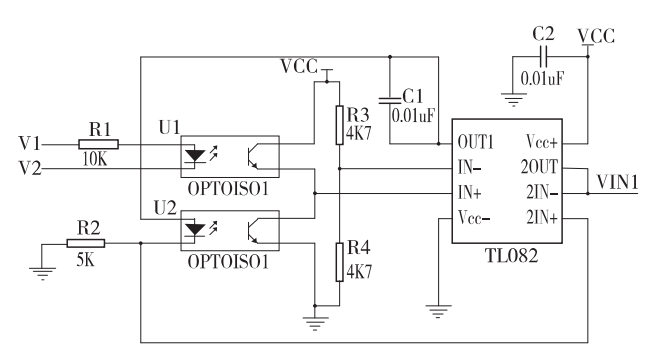 C2
VCC
0.01uF
VCC
C1
0.01uF
R3
4K7
R1
10K
V1
V2
U1
OPTOISO1
OUT1
Vcc+
IN−
2OUT
IN+
2IN−
VIN1
Vcc−
2IN+
TL082
U2
OPTOISO1
R2
5K
R4
4K7